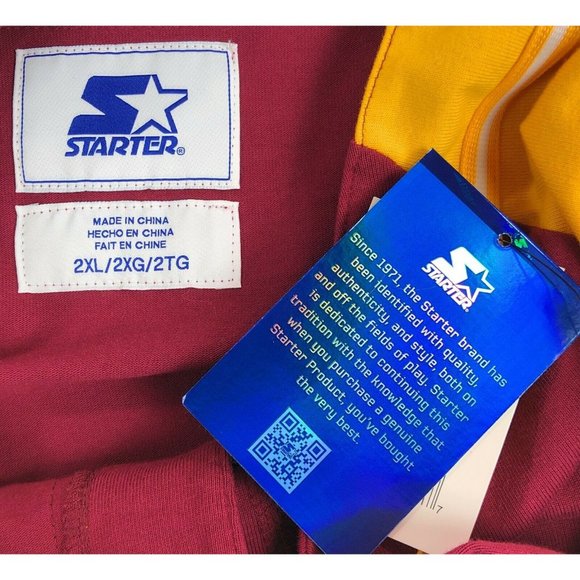 STARTER®
MADE IN CHINA
HECHO EN CHINA
FAIT EN CHINE
2XL/2XG/2TG
STARTER
Since 1971, the Starter brand has
been identified with quality,
authenticity, and style, both on
and off the fields of play. Starter
is dedicated to continuing this
tradition with the knowledge that
when you purchase a genuine
Starter Product, you've bought
the very best.
7